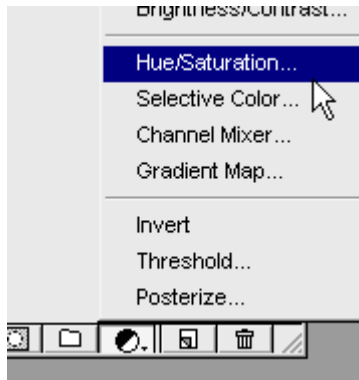 Brightness/Contrast...
Hue/Saturation...
Selective Color...
Channel Mixer...
Gradient Map...
Invert
Threshold...
Posterize...